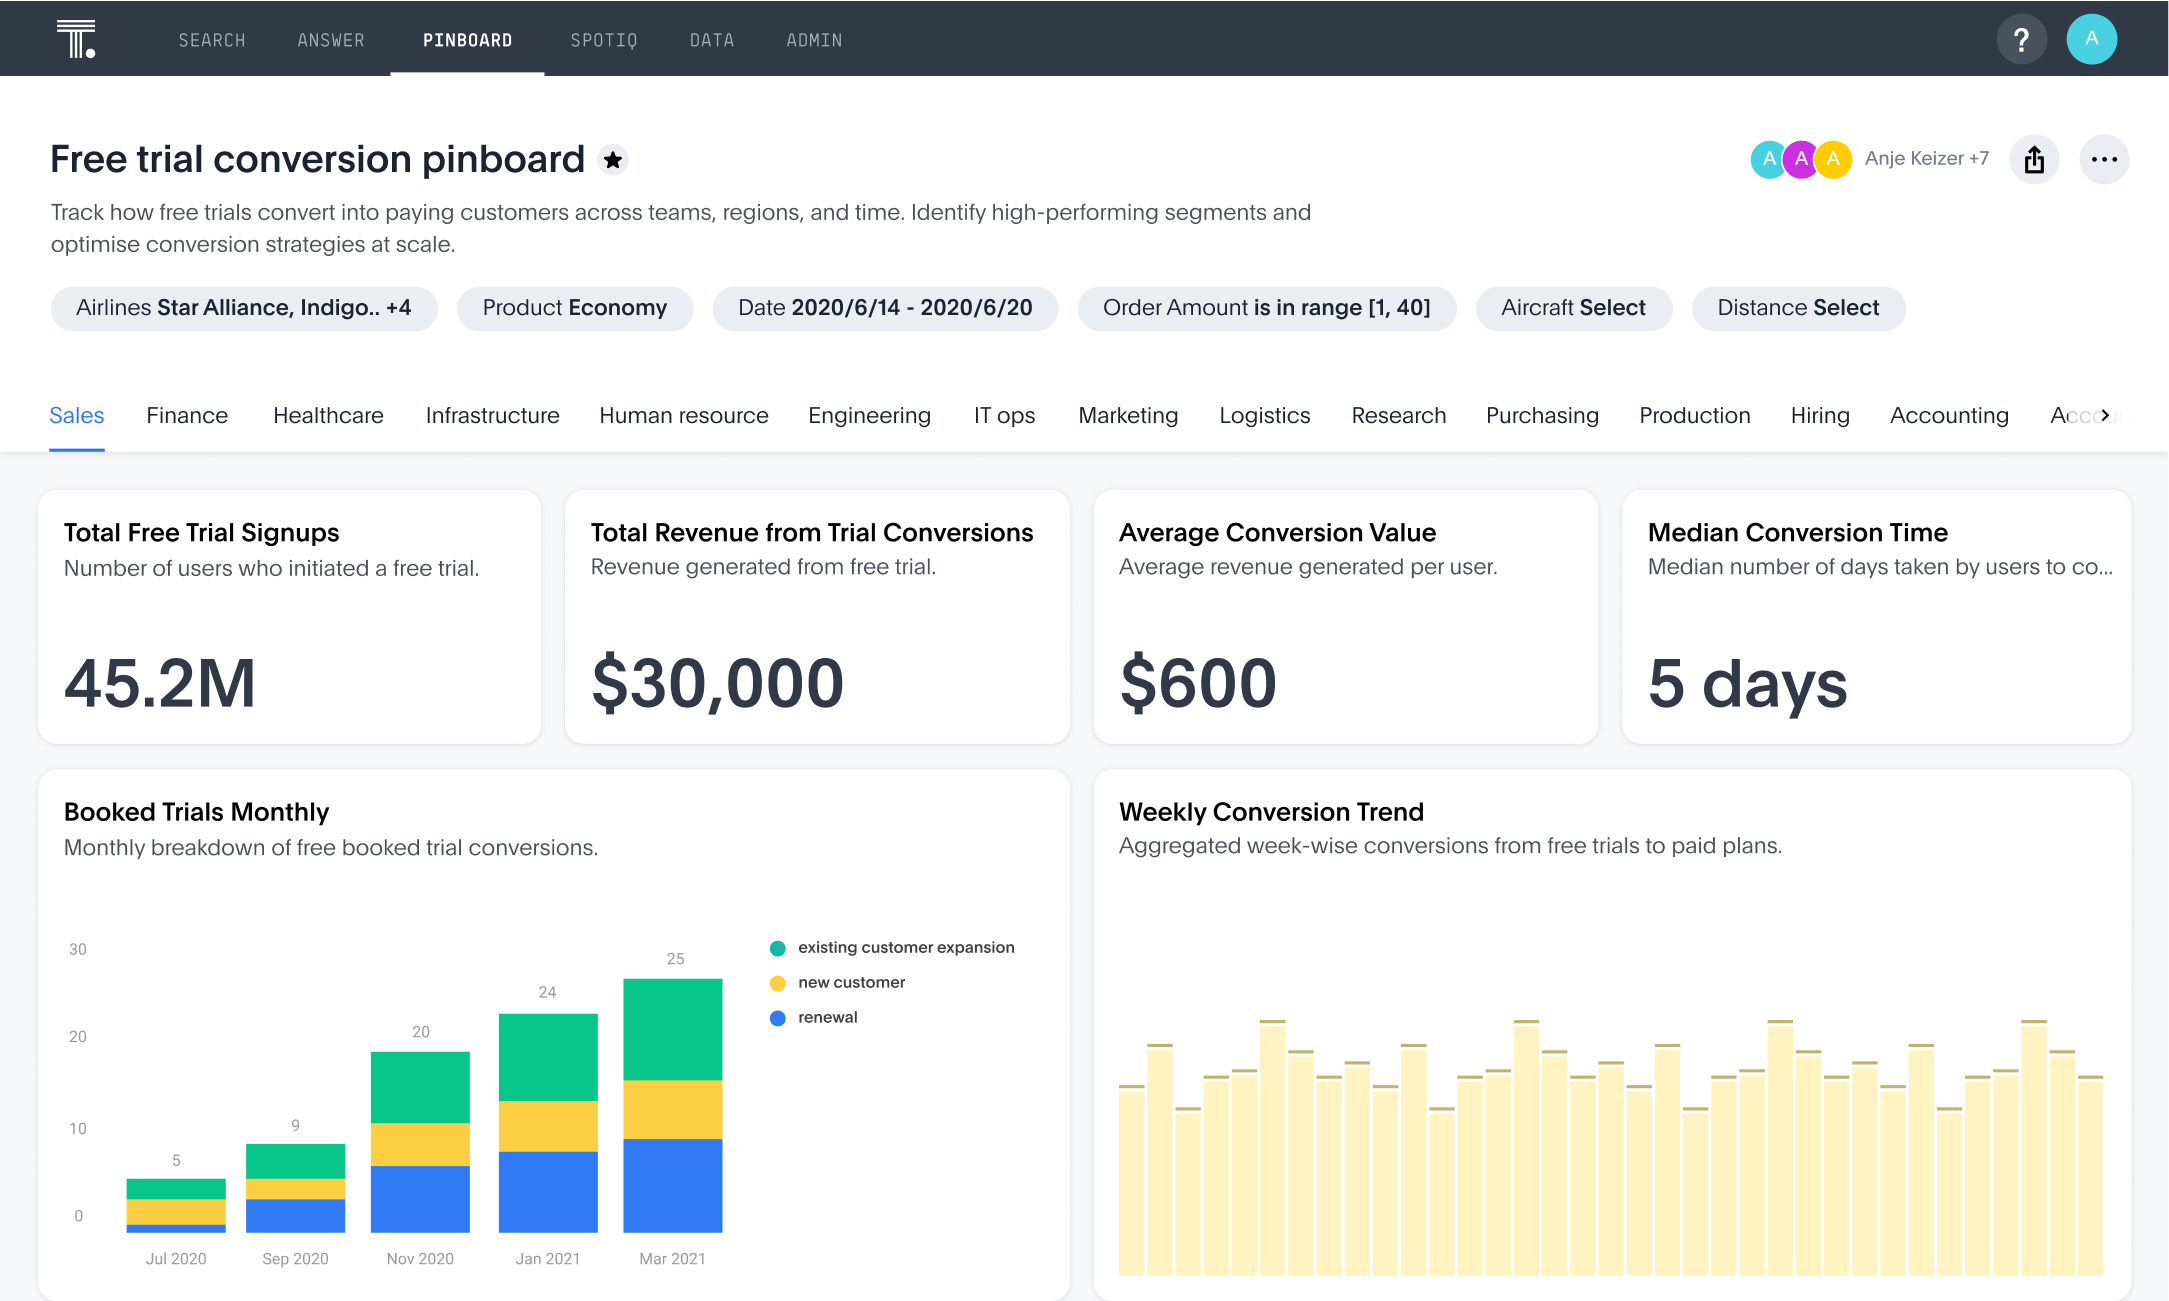 SEARCH ANSWER PINBOARD SPOTIQ DATA ADMIN ? A
Free trial conversion pinboard
A A A Anje Keizer +7
Track how free trials convert into paying customers across teams, regions, and time. Identify high-performing segments and
optimise conversion strategies at scale.
Airlines Star Alliance, Indigo.. +4 Product Economy Date 2020/6/14 - 2020/6/20 Order Amount is in range [1, 40] Aircraft Select Distance Select
Sales Finance Healthcare Infrastructure Human resource Engineering IT ops Marketing Logistics Research Purchasing Production Hiring Accounting
Total Free Trial Signups
Number of users who initiated a free trial.
45.2M
Total Revenue from Trial Conversions
Revenue generated from free trial.
$30,000
Average Conversion Value
Average revenue generated per user.
$600
Median Conversion Time
Median number of days taken by users to co...
5 days
Booked Trials Monthly
Monthly breakdown of free booked trial conversions.
30
20
10
0
5
9
20
24
25
Jul 2020 Sep 2020 Nov 2020 Jan 2021 Mar 2021
existing customer expansion
new customer
renewal
Weekly Conversion Trend
Aggregated week-wise conversions from free trials to paid plans.